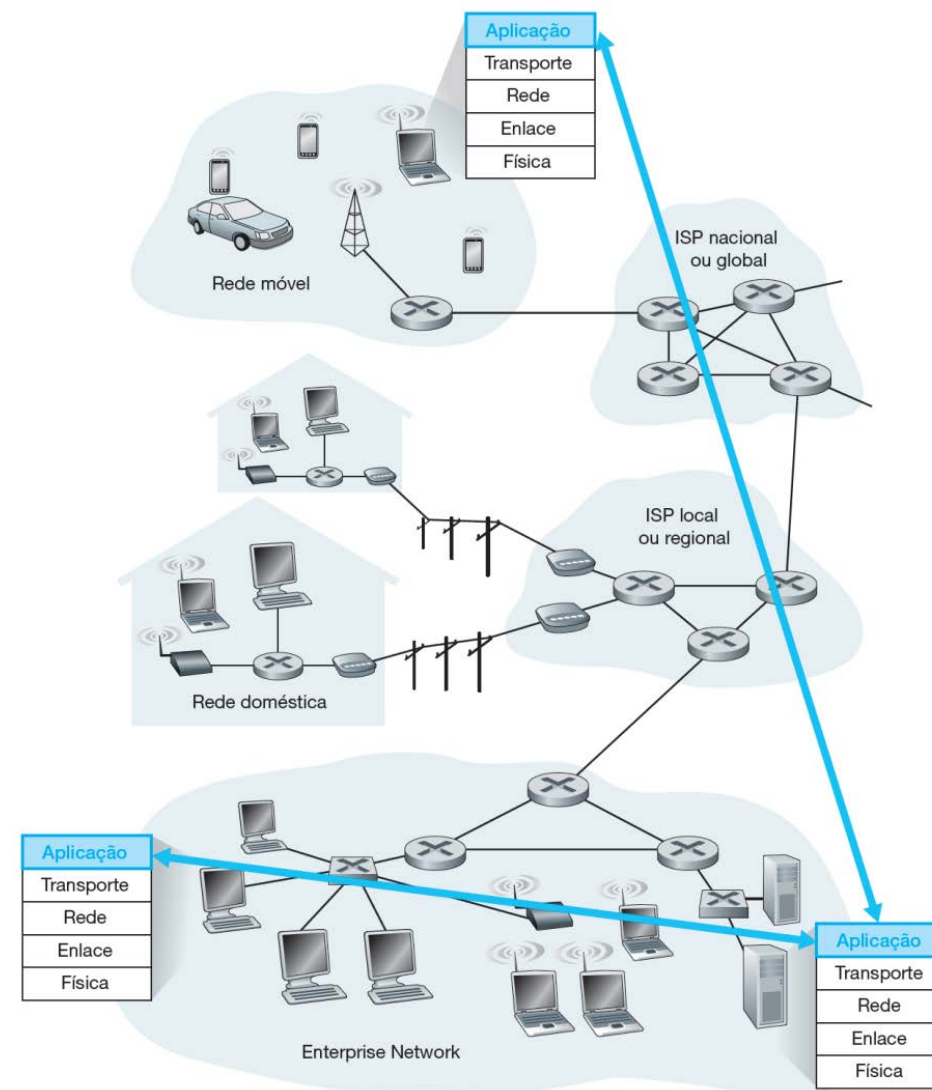 Aplicação
Transporte
Rede
Enlace
Física
Rede móvel
ISP nacional
ou global
ISP local
ou regional
Rede doméstica
Aplicação
Transporte
Rede
Enlace
Física
Aplicação
Transporte
Rede
Enlace
Física
Enterprise Network